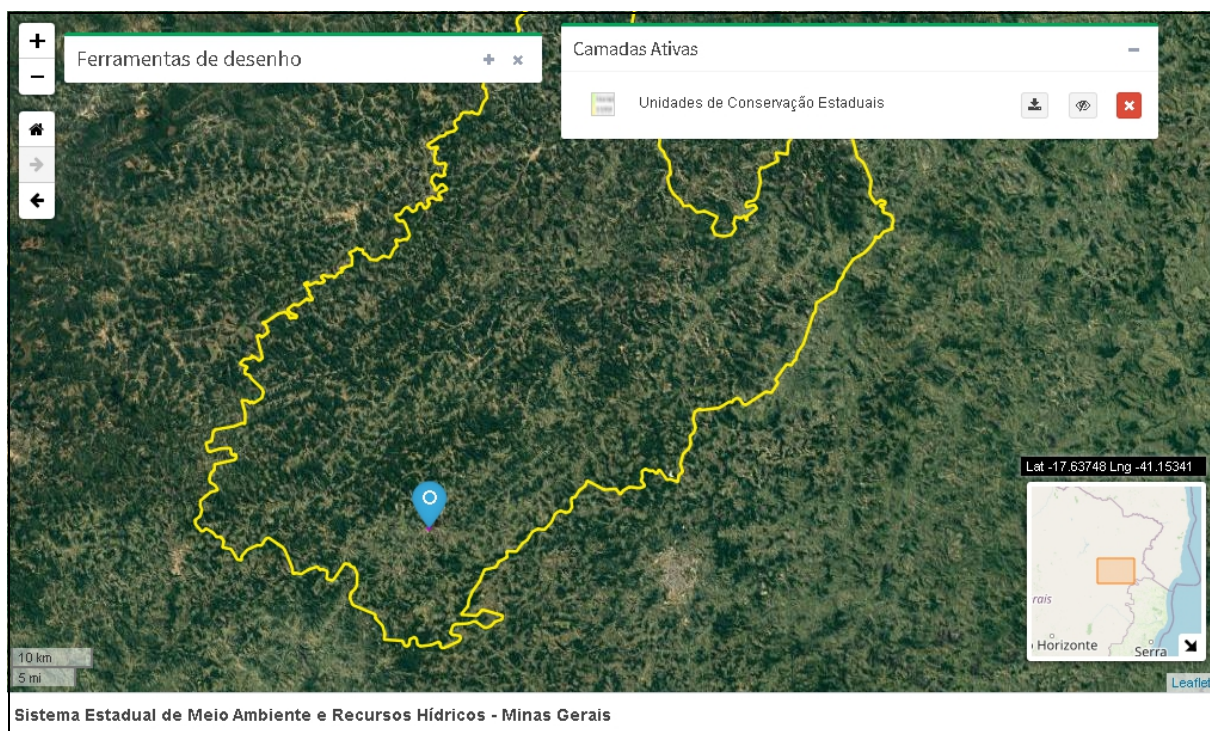 +
Ferramentas de desenho
Camadas Ativas
Unidades de Conservação Estaduais
Lat -17.63748 Lng -41.15341
rais
Horizonte
Serra
10 km
5 mi
Leaflet
Sistema Estadual de Meio Ambiente e Recursos Hídricos - Minas Gerais